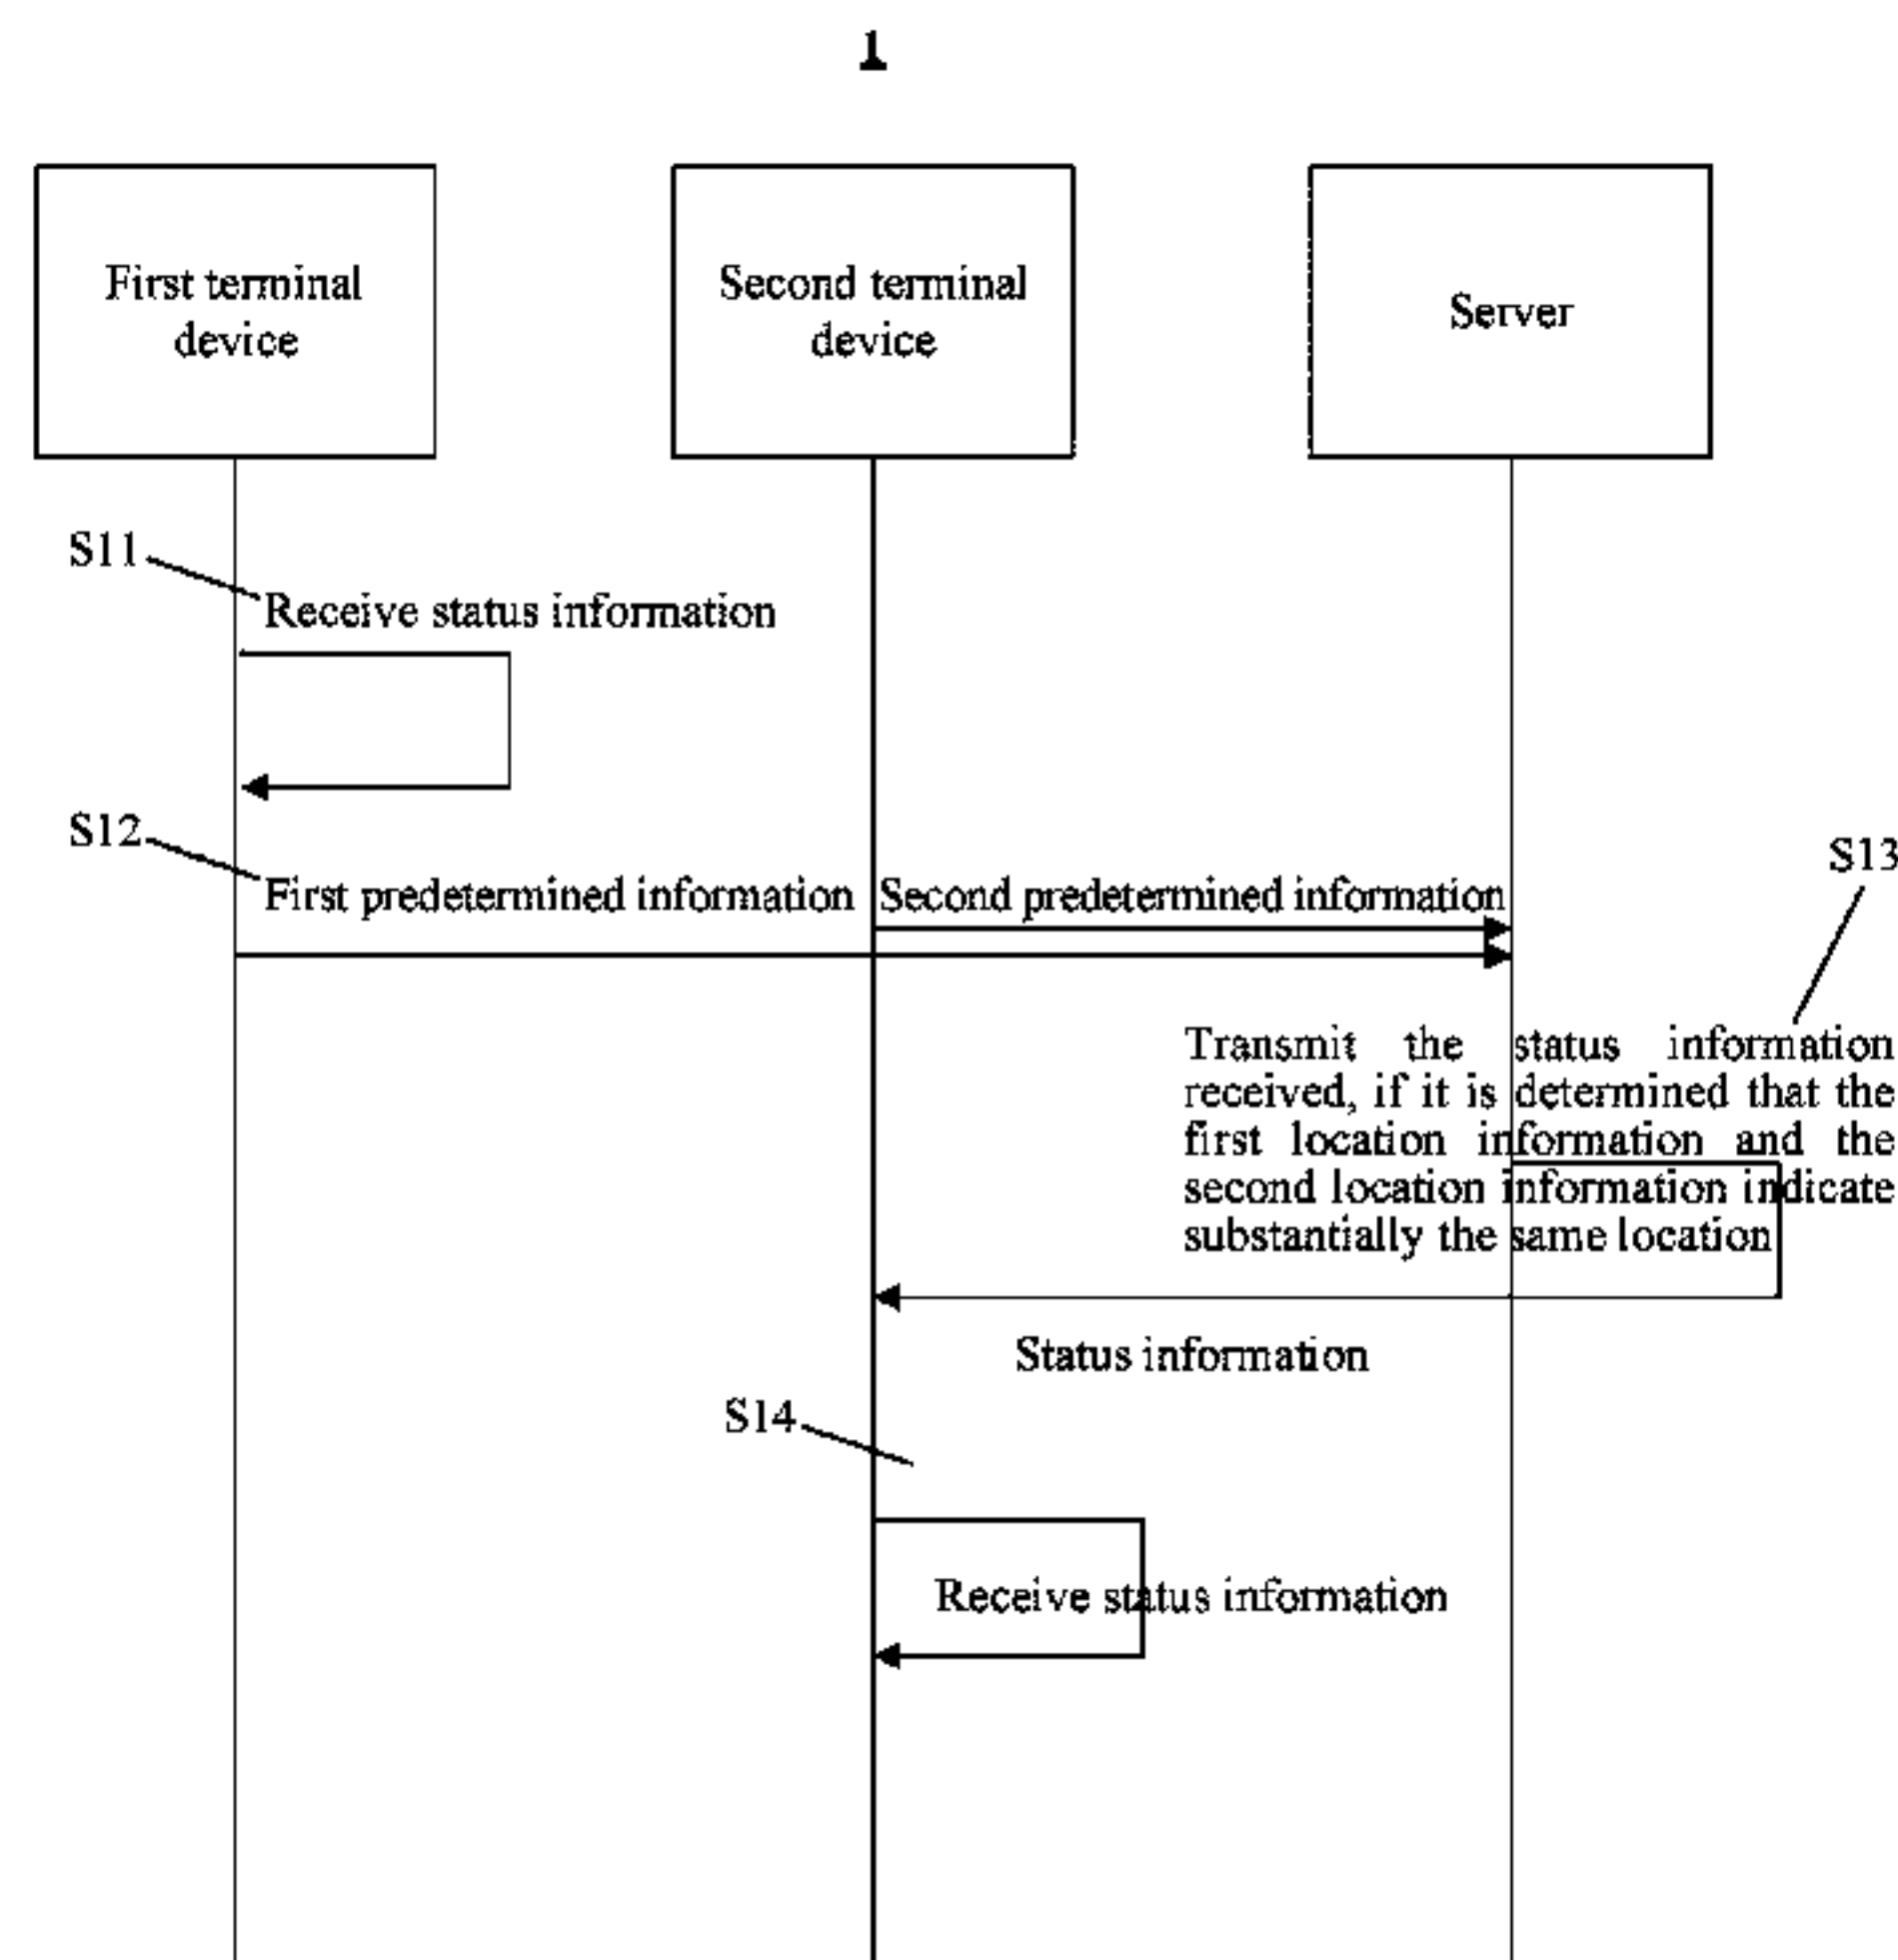 1
First terminal
device
Second terminal
device
Server
S11
Receive status information
S12
First predetermined information
Second predetermined information
S13
Transmit the status information
received, if it is determined that the
first location information and the
second location information indicate
substantially the same location
Status information
S14
Receive status information